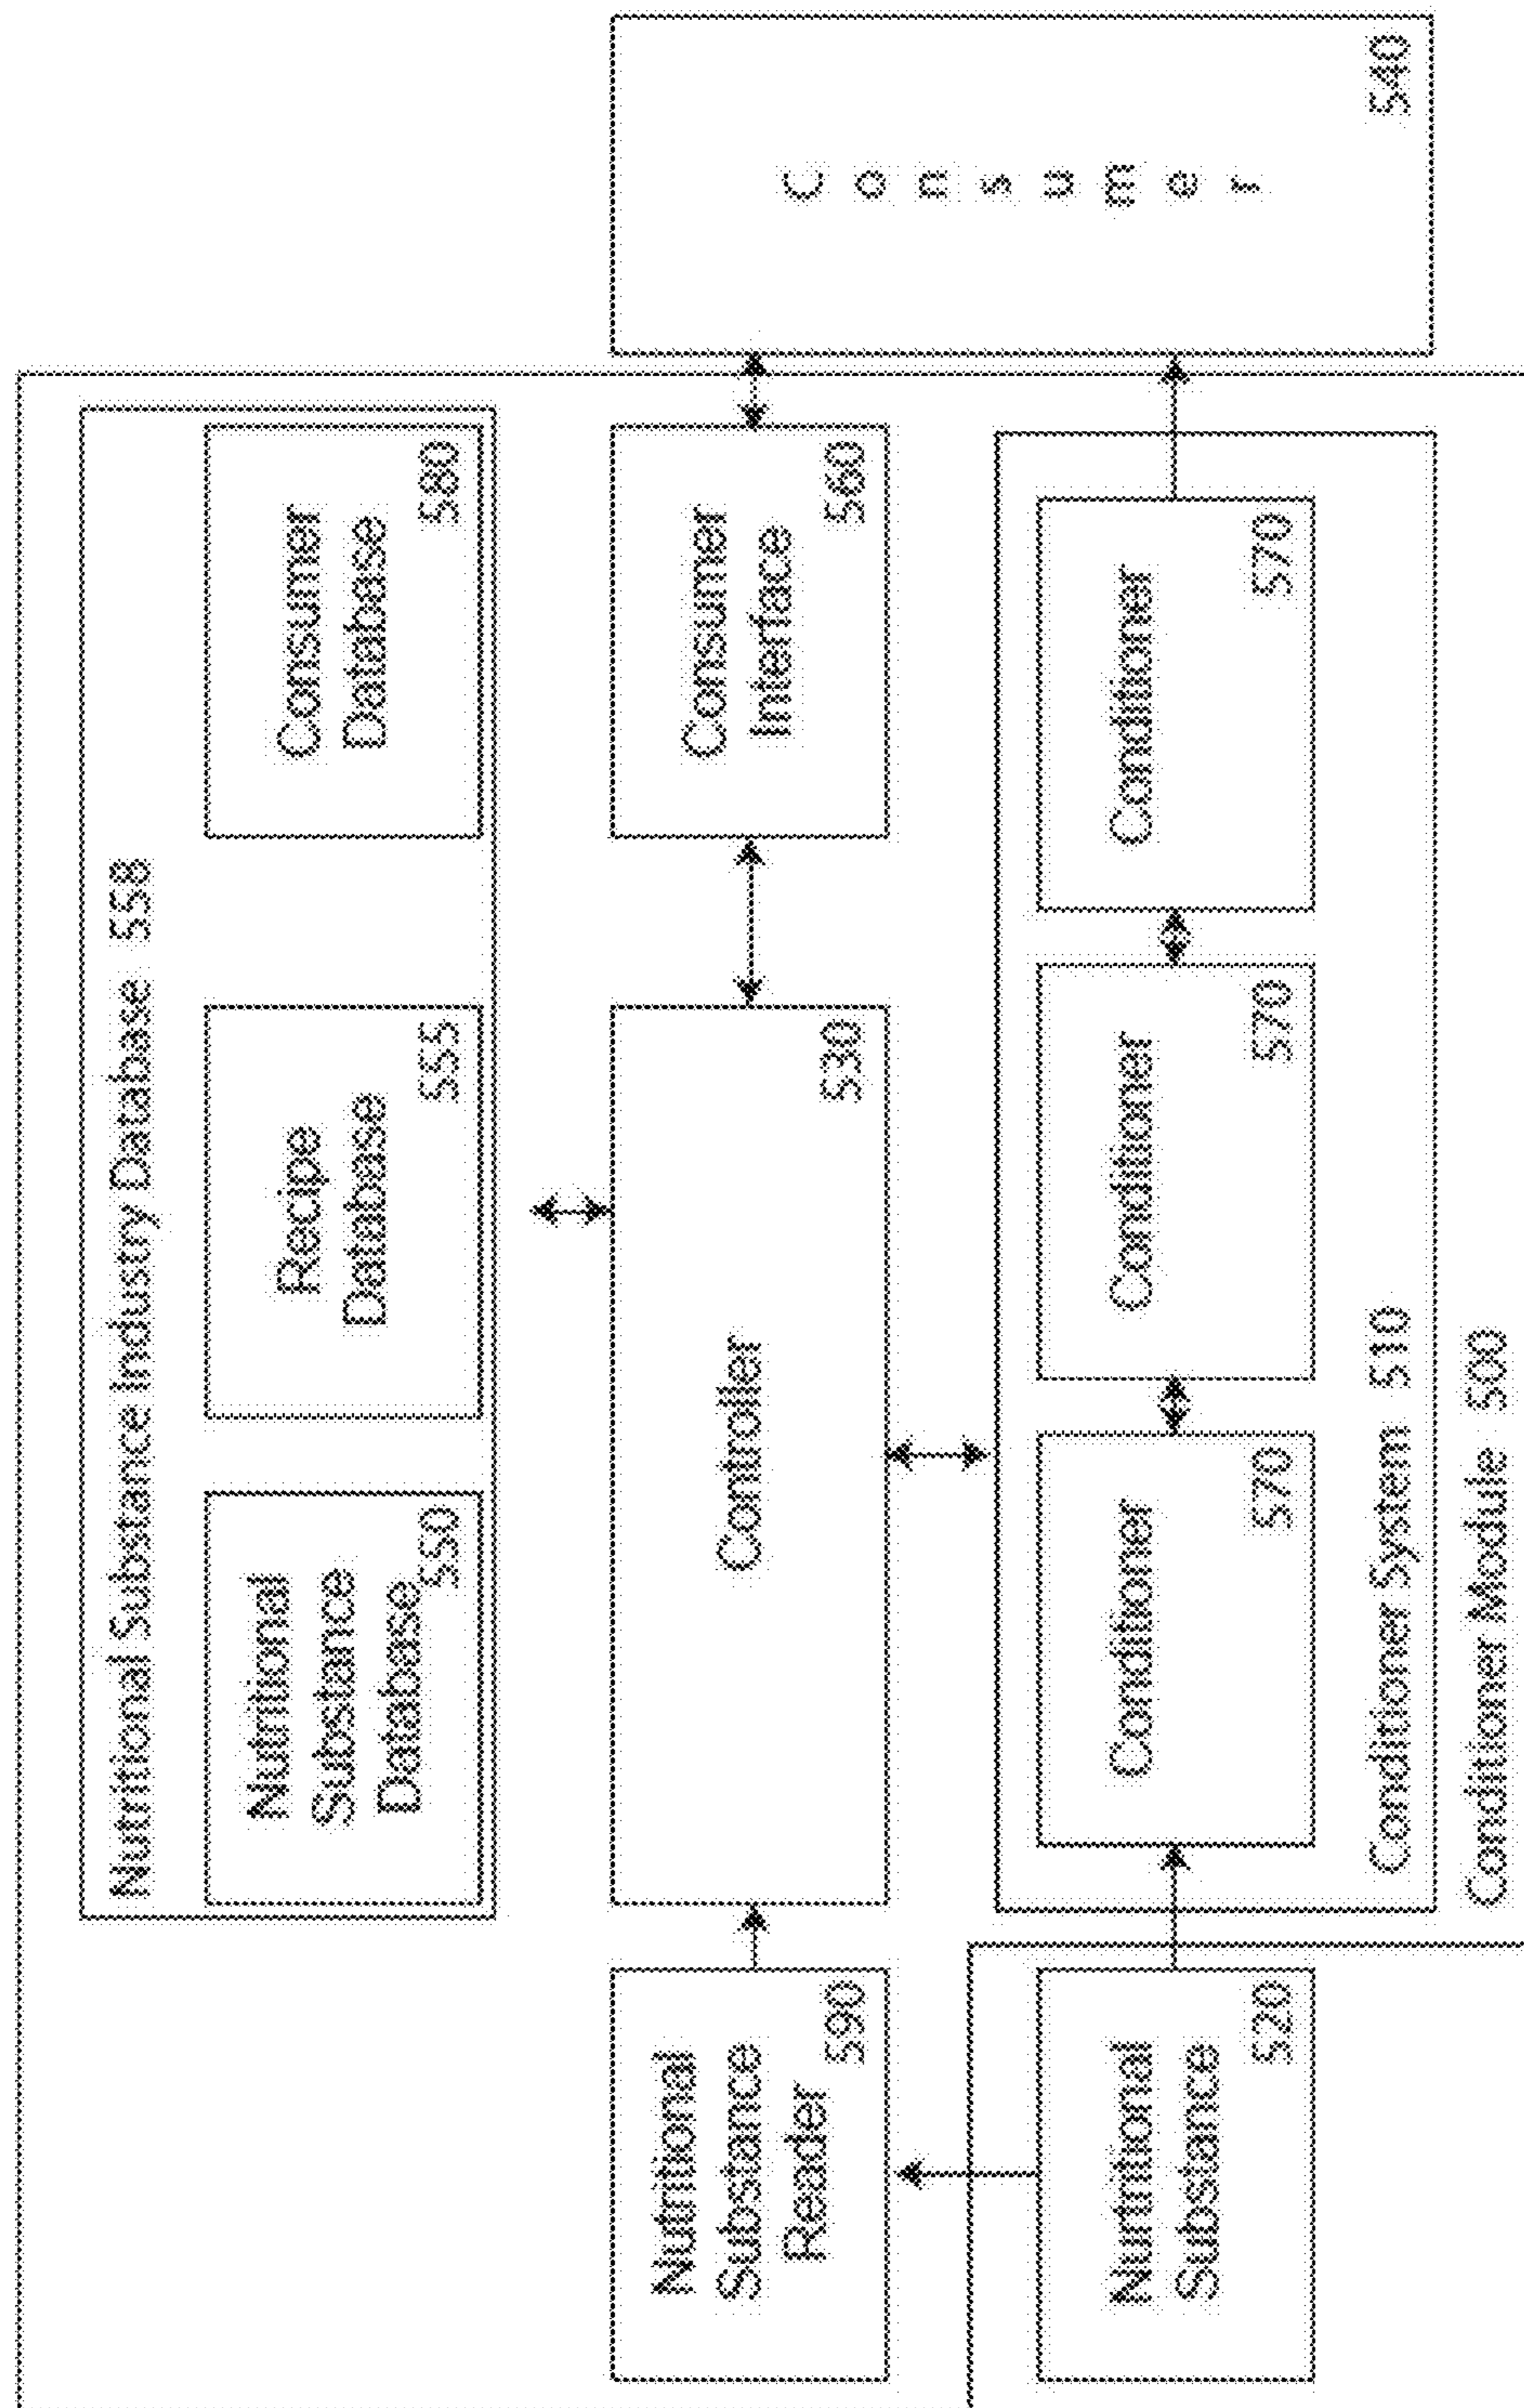 Nutritional Substance Industry Database 558
Nutritional
Substance
Database
550
Recipe
Database
555
Consumer
Database
580
Nutritional
Substance
Reader
590
Controller
530
Consumer
Interface
560
Consumer
540
Nutritional
Substance
520
Conditioner
570
Conditioner
570
Conditioner
570
Conditioner System 510
Conditioner Module 500